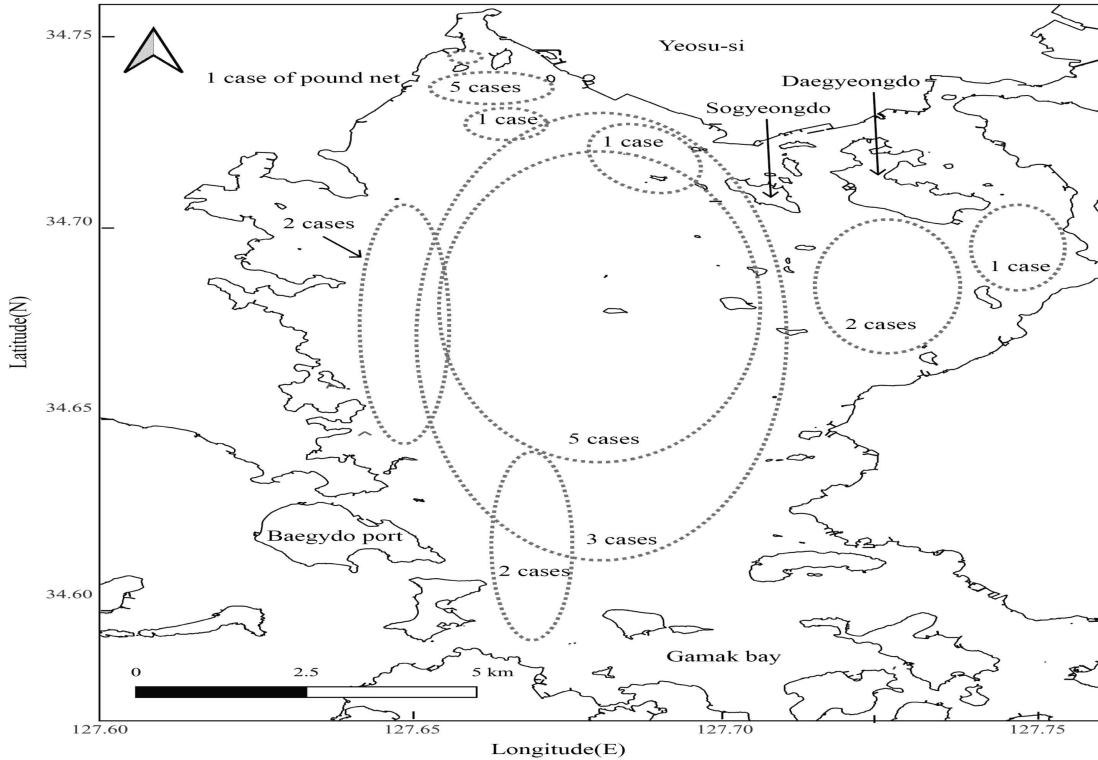 34.75
34.70
34.65
34.60
Latitude(N)
Yeosu-si
Daegyeongdo
1 case of pound net
5 cases
Sogyeongdo
1 case
1 case
2 cases
1 case
2 cases
5 cases
Baegydo port
3 cases
2 cases
Gamak bay
0 2.5 5 km
127.60 127.65 127.70 127.75
Longitude(E)